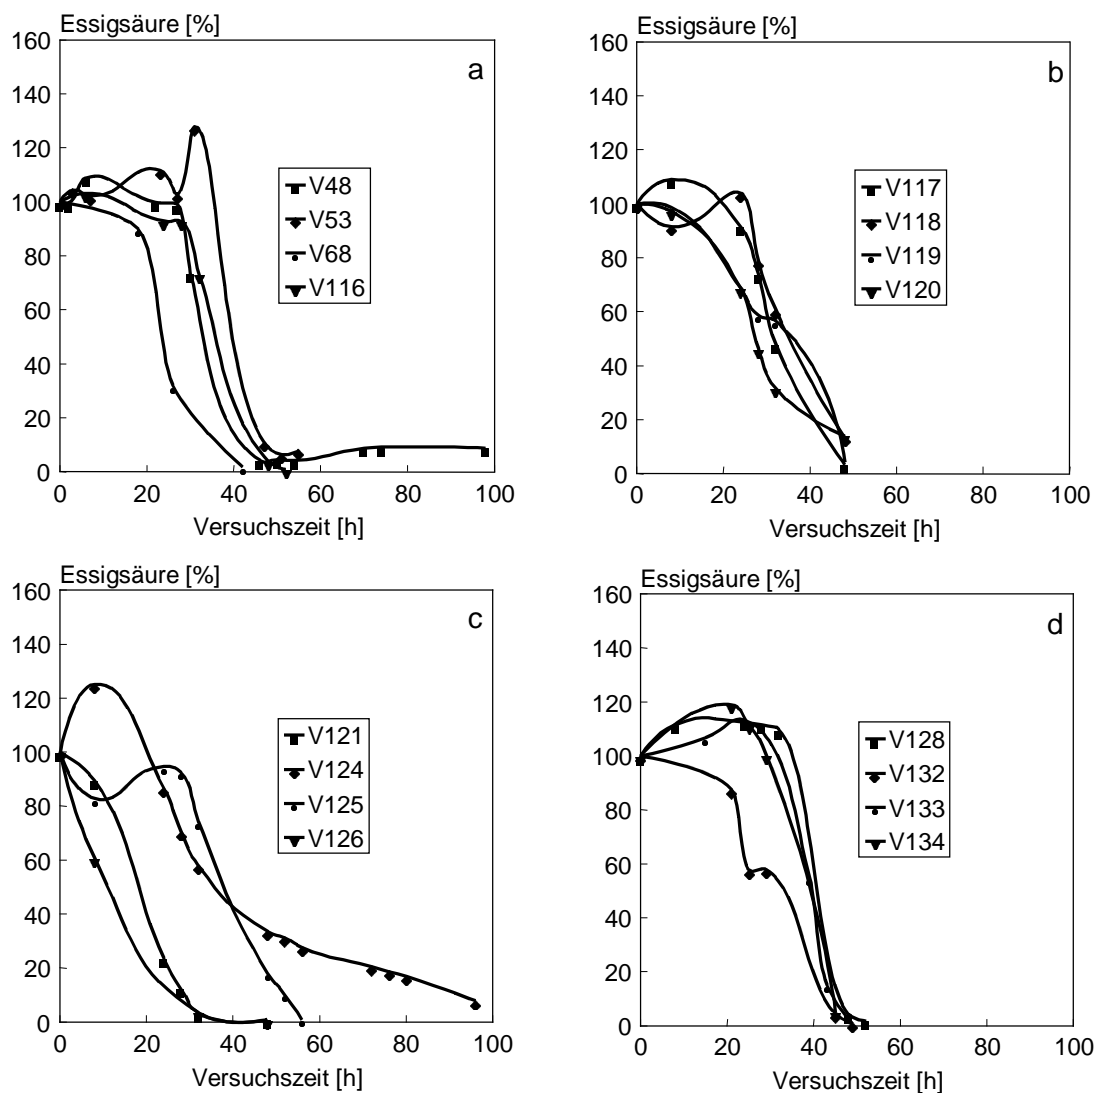 Essigsäure [%]
160
140
120
100
80
60
40
20
0
a
V48
V53
V68
V116
0 20 40 60 80 100
Versuchszeit [h]
Essigsäure [%]
160
140
120
100
80
60
40
20
0
b
V117
V118
V119
V120
0 20 40 60 80 100
Versuchszeit [h]
Essigsäure [%]
160
140
120
100
80
60
40
20
0
c
V121
V124
V125
V126
0 20 40 60 80 100
Versuchszeit [h]
Essigsäure [%]
160
140
120
100
80
60
40
20
0
d
V128
V132
V133
V134
0 20 40 60 80 100
Versuchszeit [h]